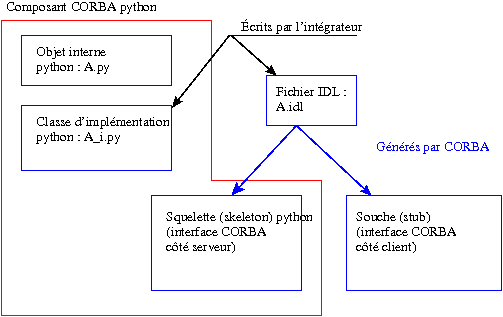 Composant CORBA python
Écrits par l'intégrateur
Objet interne
python : A.py
Fichier IDL :
A.idl
Classe d'implémentation
python : A_i.py
Générés par CORBA
Squelette (skeleton) python
(interface CORBA
côté serveur)
Souche (stub)
(interface CORBA
côté client)